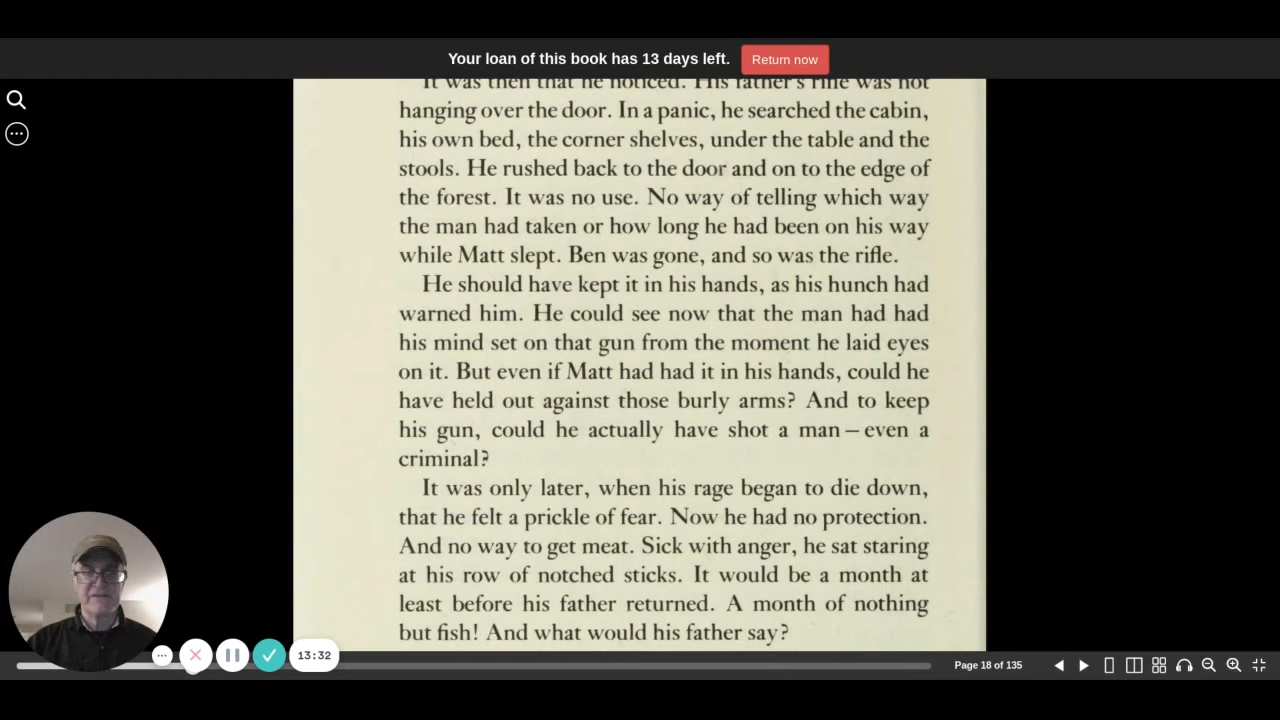 Your loan of this book has 13 days left. Return now
It was then that he noticed. His father's rifle was not
hanging over the door. In a panic, he searched the cabin,
his own bed, the corner shelves, under the table and the
stools. He rushed back to the door and on to the edge of
the forest. It was no use. No way of telling which way
the man had taken or how long he had been on his way
while Matt slept. Ben was gone, and so was the rifle.
He should have kept it in his hands, as his hunch had
warned him. He could see now that the man had had
his mind set on that gun from the moment he laid eyes
on it. But even if Matt had had it in his hands, could he
have held out against those burly arms? And to keep
his gun, could he actually have shot a man—even a
criminal?
It was only later, when his rage began to die down,
that he felt a prickle of fear. Now he had no protection.
And no way to get meat. Sick with anger, he sat staring
at his row of notched sticks. It would be a month at
least before his father returned. A month of nothing
but fish! And what would his father say?
13:32
Page 18 of 135